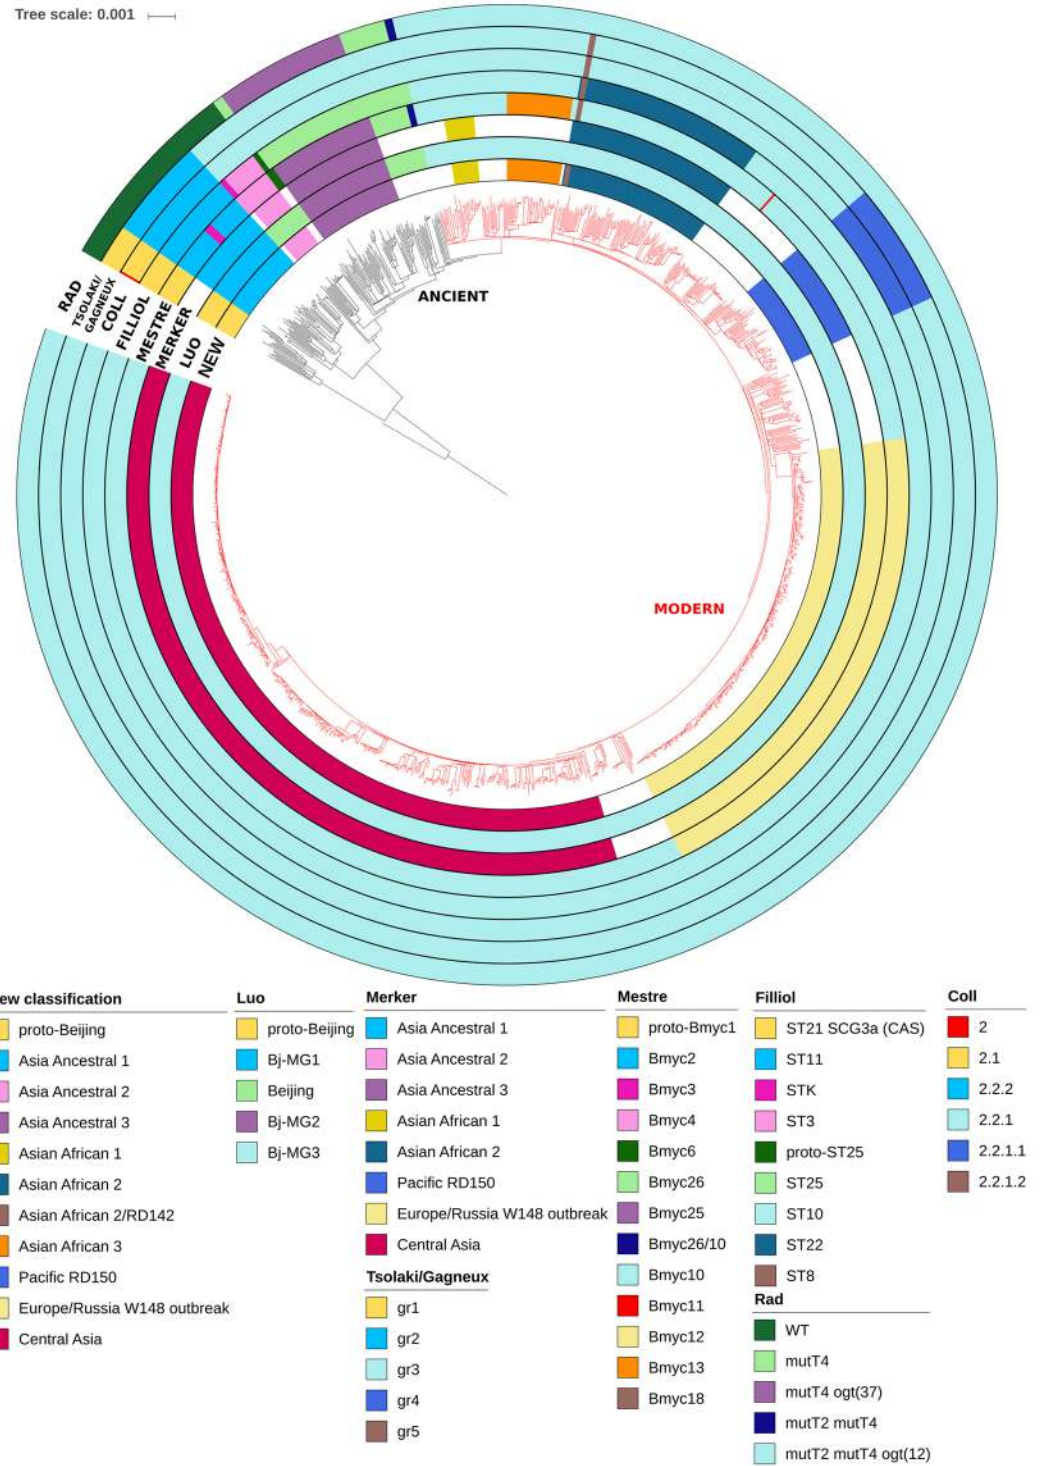 Tree scale: 0.001
RAD
TSOLAKI/
GAGNEUX
COLL
FILLIOL
MESTRE
MERKER
LUO
NEW
ANCIENT
MODERN
ew classification
proto-Beijing
Asia Ancestral 1
Asia Ancestral 2
Asia Ancestral 3
Asian African 1
Asian African 2
Asian African 2/RD142
Asian African 3
Pacific RD150
Europe/Russia W148 outbreak
Central Asia
Luo
proto-Beijing
Bj-MG1
Beijing
Bj-MG2
Bj-MG3
Merker
Asia Ancestral 1
Asia Ancestral 2
Asia Ancestral 3
Asian African 1
Asian African 2
Pacific RD150
Europe/Russia W148 outbreak
Central Asia
Tsolaki/Gagneux
gr1
gr2
gr3
gr4
gr5
Mestre
proto-Bmyc1
Bmyc2
Bmyc3
Bmyc4
Bmyc6
Bmyc26
Bmyc25
Bmyc26/10
Bmyc10
Bmyc11
Bmyc12
Bmyc13
Bmyc18
Filliol
ST21 SCG3a (CAS)
ST11
STK
ST3
proto-ST25
ST25
ST10
ST22
ST8
Rad
WT
mutT4
mutT4 ogt(37)
mutT2 mutT4
mutT2 mutT4 ogt(12)
Coll
2
2.1
2.2.2
2.2.1
2.2.1.1
2.2.1.2